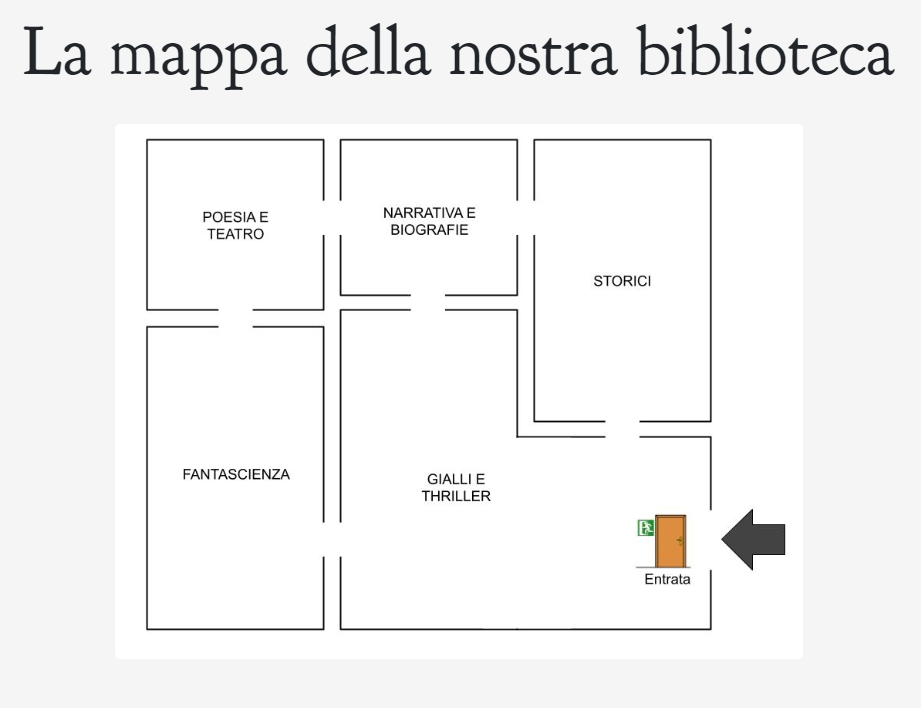 La mappa della nostra biblioteca
POESIA E
TEATRO
NARRATIVA E
BIOGRAFIE
STORICI
FANTASCIENZA
GIALLI E
THRILLER
Entrata